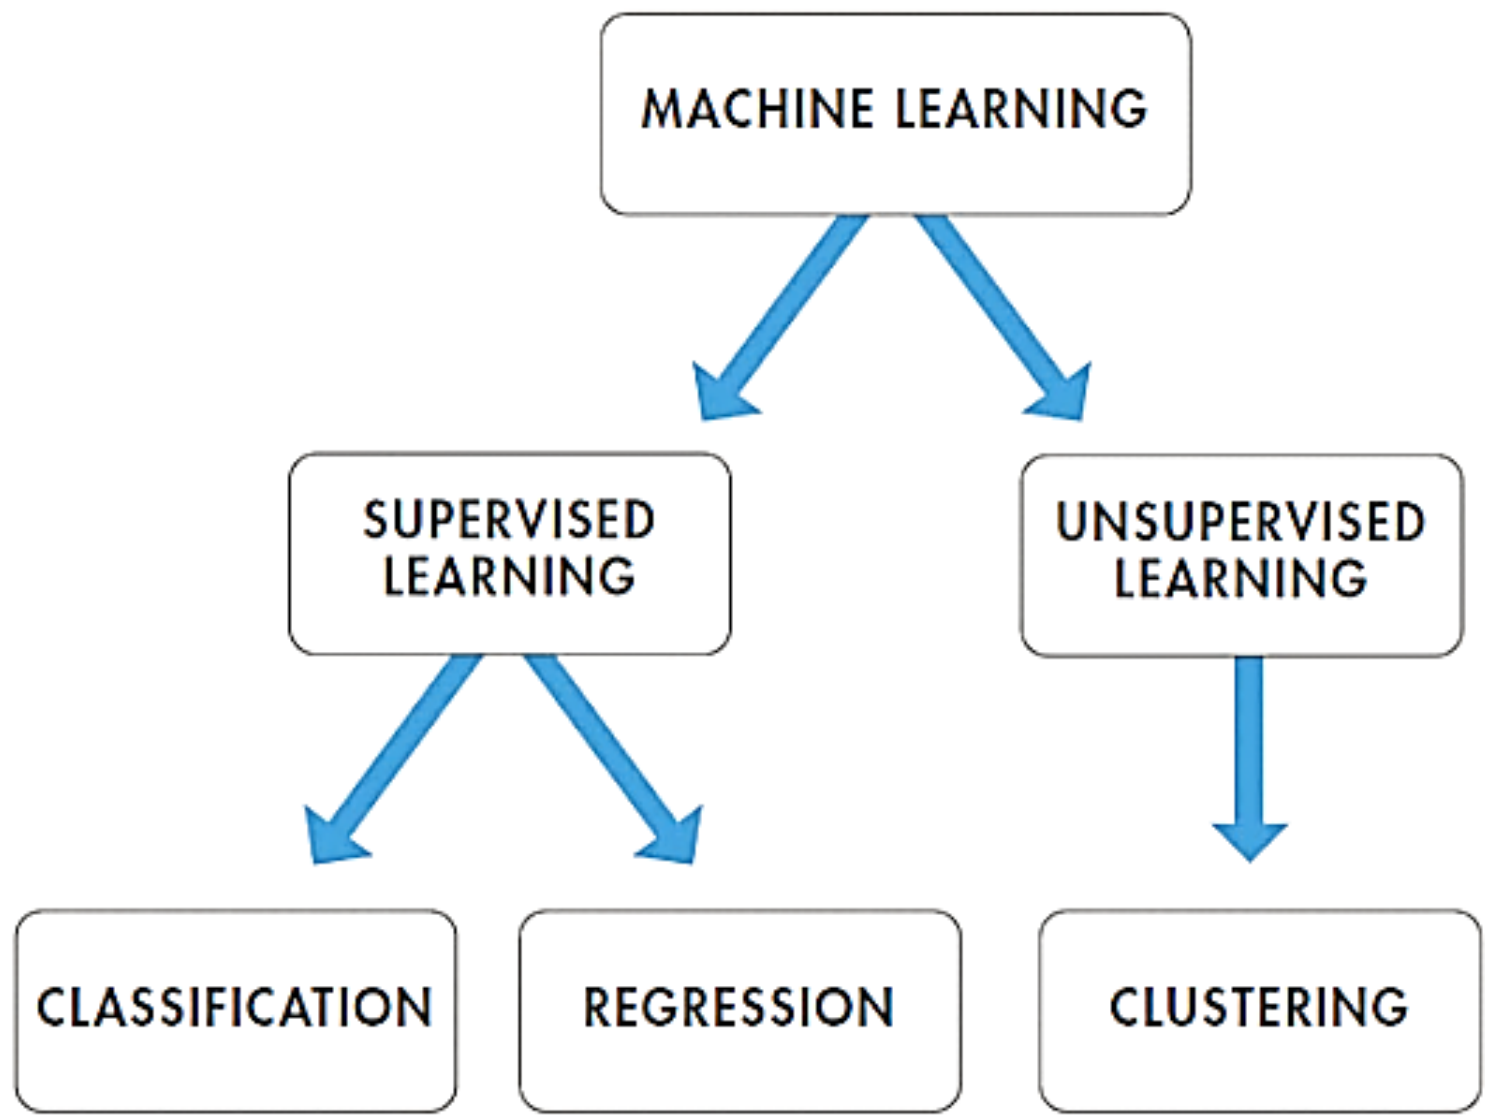 MACHINE LEARNING
SUPERVISED
LEARNING
UNSUPERVISED
LEARNING
CLASSIFICATION
REGRESSION
CLUSTERING